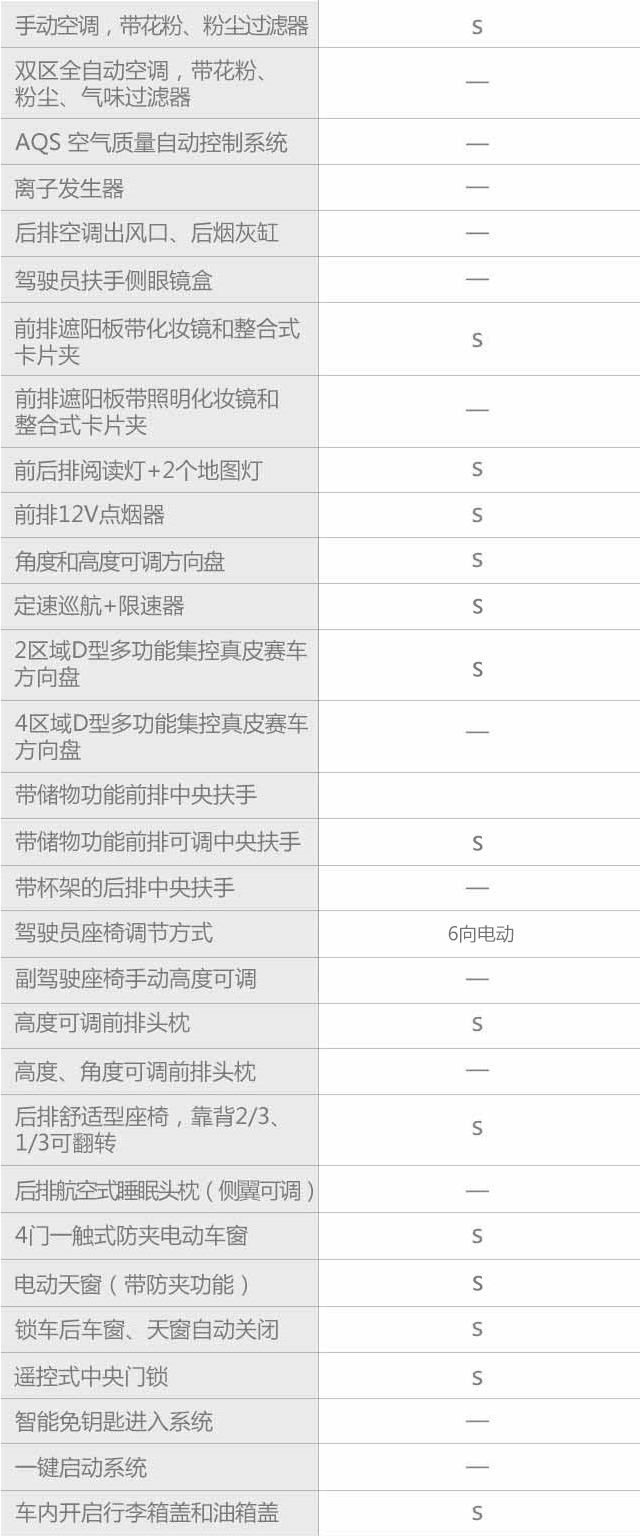 手动空调，带花粉、粉尘过滤器 S
双区全自动空调，带花粉、
粉尘、气味过滤器 —
AQS 空气质量自动控制系统 —
离子发生器 —
后排空调出风口、后烟灰缸 —
驾驶员扶手侧眼镜盒 —
前排遮阳板带化妆镜和整合式
卡片夹 S
前排遮阳板带照明化妆镜和
整合式卡片夹 —
前后排阅读灯+2个地图灯 S
前排12V点烟器 S
角度和高度可调方向盘 S
定速巡航+限速器 S
2区域D型多功能集控真皮赛车
方向盘 S
4区域D型多功能集控真皮赛车
方向盘 —
带储物功能前排中央扶手
带储物功能前排可调中央扶手 S
带杯架的后排中央扶手 —
驾驶员座椅调节方式 6向电动
副驾驶座椅手动高度可调 —
高度可调前排头枕 S
高度、角度可调前排头枕 —
后排舒适型座椅，靠背2/3、
1/3可翻转 S
后排航空式睡眠头枕（侧翼可调） —
4门一触式防夹电动车窗 S
电动天窗（带防夹功能） S
锁车后车窗、天窗自动关闭 S
遥控式中央门锁 S
智能免钥匙进入系统 —
一键启动系统 —
车内开启行李箱盖和油箱盖 S